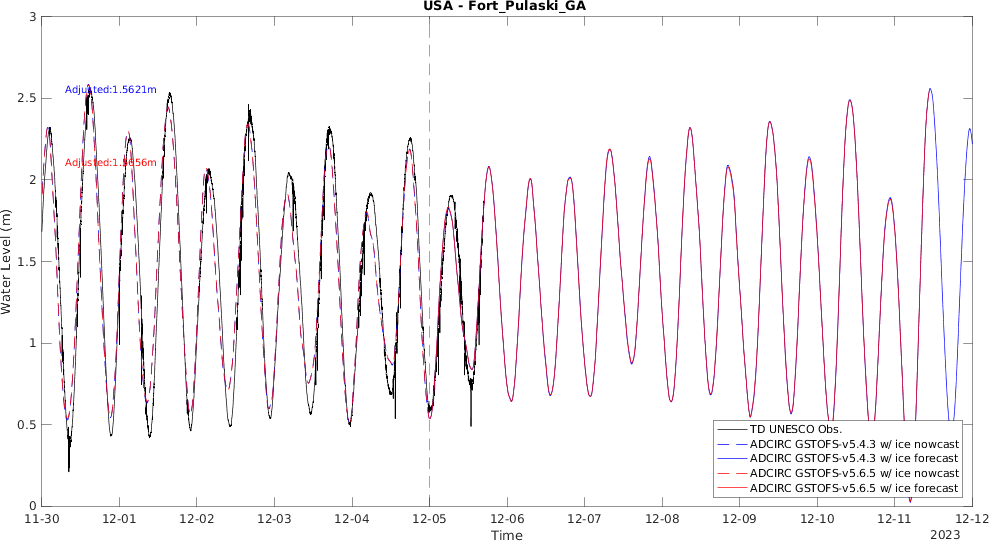 USA - Fort_Pulaski_GA
3
2.5
2
1.5
1
0.5
0
Water Level (m)
Adjusted:1.5621m
Adjusted:1.5656m
TD UNESCO Obs.
ADCIRC GSTOFS-v5.4.3 w/ ice nowcast
ADCIRC GSTOFS-v5.4.3 w/ ice forecast
ADCIRC GSTOFS-v5.6.5 w/ ice nowcast
ADCIRC GSTOFS-v5.6.5 w/ ice forecast
11-30 12-01 12-02 12-03 12-04 12-05 12-06 12-07 12-08 12-09 12-10 12-11 12-12
Time
2023